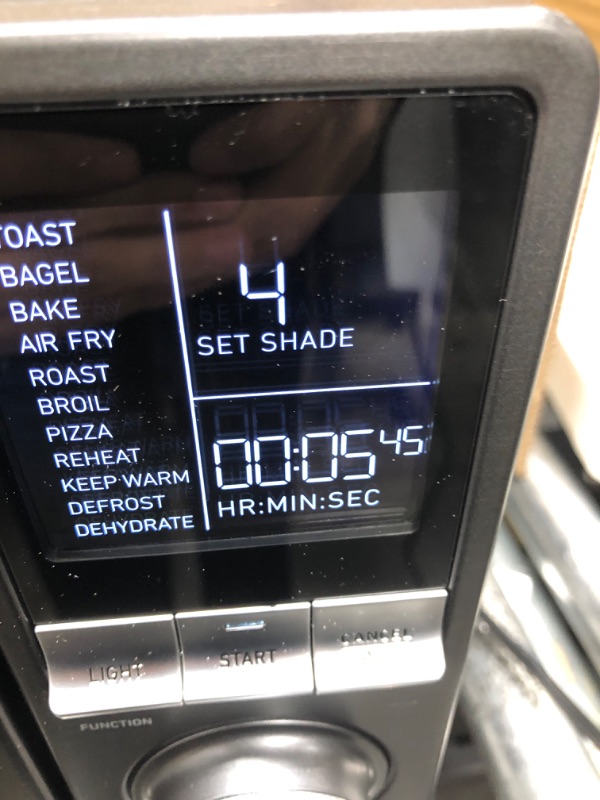 TOAST
BAGEL
BAKE
AIR FRY
ROAST
BROIL
PIZZA
REHEAT
KEEP WARM
DEFROST
DEHYDRATE
4
SET SHADE
00:05 45
HR:MIN:SEC
LIGHT
START
CANCEL
FUNCTION